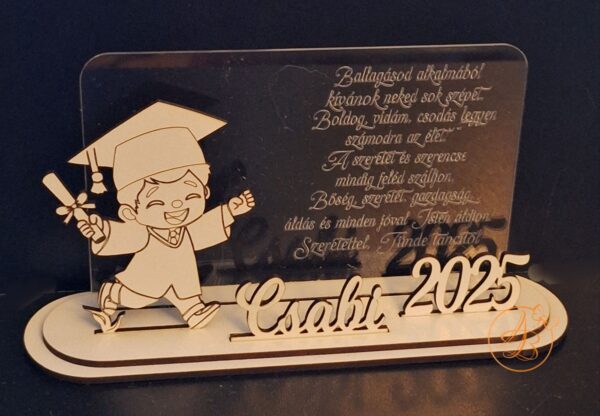 Ballagásod alkalmából
kívánok neked sok szépet.
Boldog, vidám, csodás legyen
számodra az élet.
A szeretet és szerencse
mindig feléd szálljon,
Bőség, szeretet, gazdagság,
áldás és minden jóval Isten áldjon.
Szeretettel, Tünde tanítótól
Csabi 2025